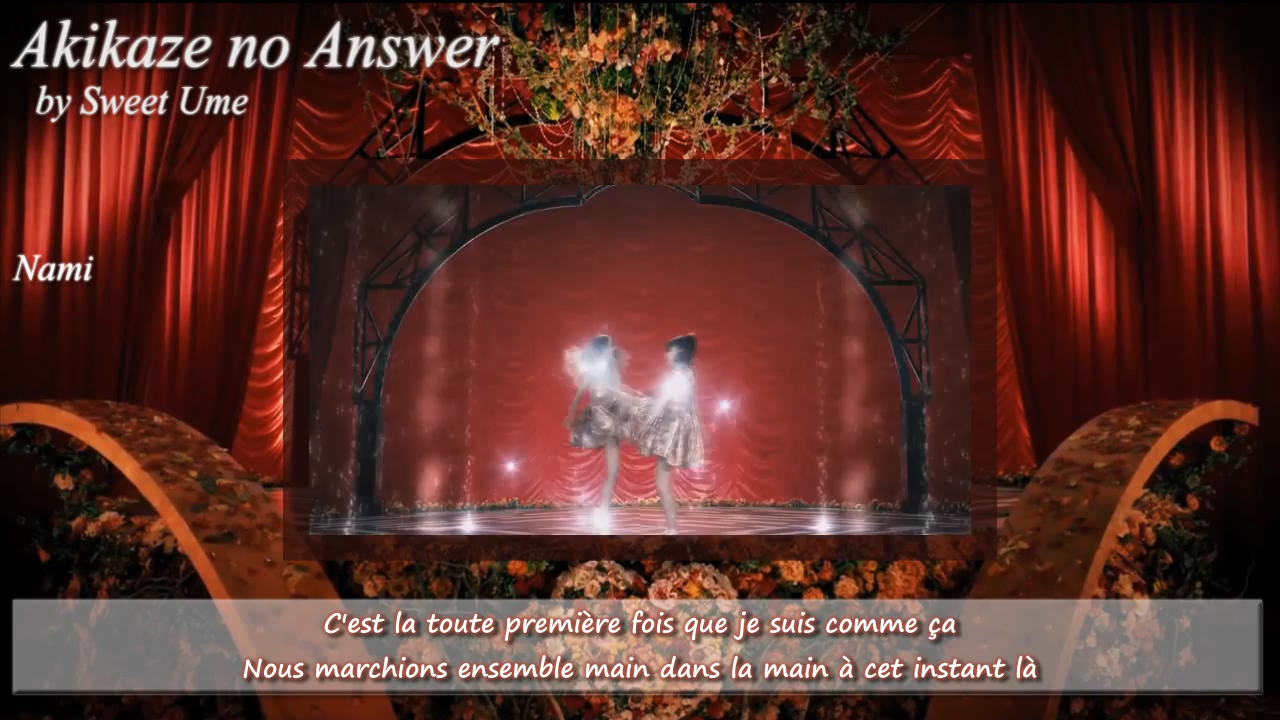 Akikaze no Answer
by Sweet Ume
Nami
C'est la toute première fois que je suis comme ça
Nous marchions ensemble main dans la main à cet instant là